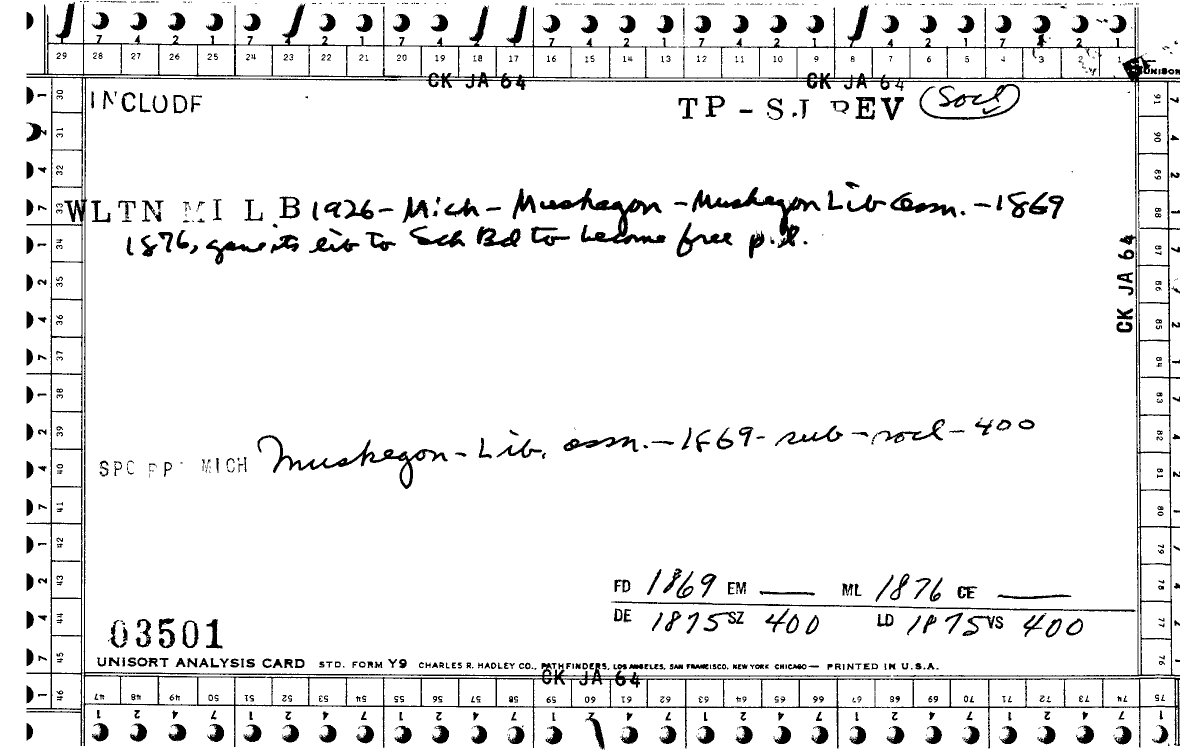 7 4 2 1 7 4 2 1 7 4 2 1 7 4 2 1 7 4 2 1 7 4 2 1 7 4 2 1
29 28 27 26 25 24 23 22 21 20 19 18 17 16 15 14 13 12 11 10 9 8 7 6 5 4 3 2 1
CK JA 64 CK JA 64 UNISORT
INCLUDE TP - SJ REV Socl
WLTN MI L B 1926 - Mich - Muskegon - Muskegon Lib assn. - 1869
1876, gave its lib to Sch Bd to become free p.l.
CK JA 64
SPC RP MICH Muskegon - Lib. assn. - 1869 - sub - socl - 400
FD 1869 EM ___ ML 1876 CE ___
DE 1875 SZ 400 LD 1875 VS 400
03501
UNISORT ANALYSIS CARD STD. FORM Y9 CHARLES R. HADLEY CO., PATHFINDERS, LOS ANGELES, SAN FRANCISCO, NEW YORK CHICAGO — PRINTED IN U.S.A.
CK JA 64
30 31 32 33 34 35 36 37 38 39 40 41 42 43 44 45 46
47 48 49 50 51 52 53 54 55 56 57 58 59 60 61 62 63 64 65 66 67 68 69 70 71 72 73 74 75
91 90 89 88 87 86 85 84 83 82 81 80 79 78 77 76
1 2 4 7 1 2 4 7 1 2 4 7 1 2 4 7 1 2 4 7 1 2 4 7 1 2 4 7 1